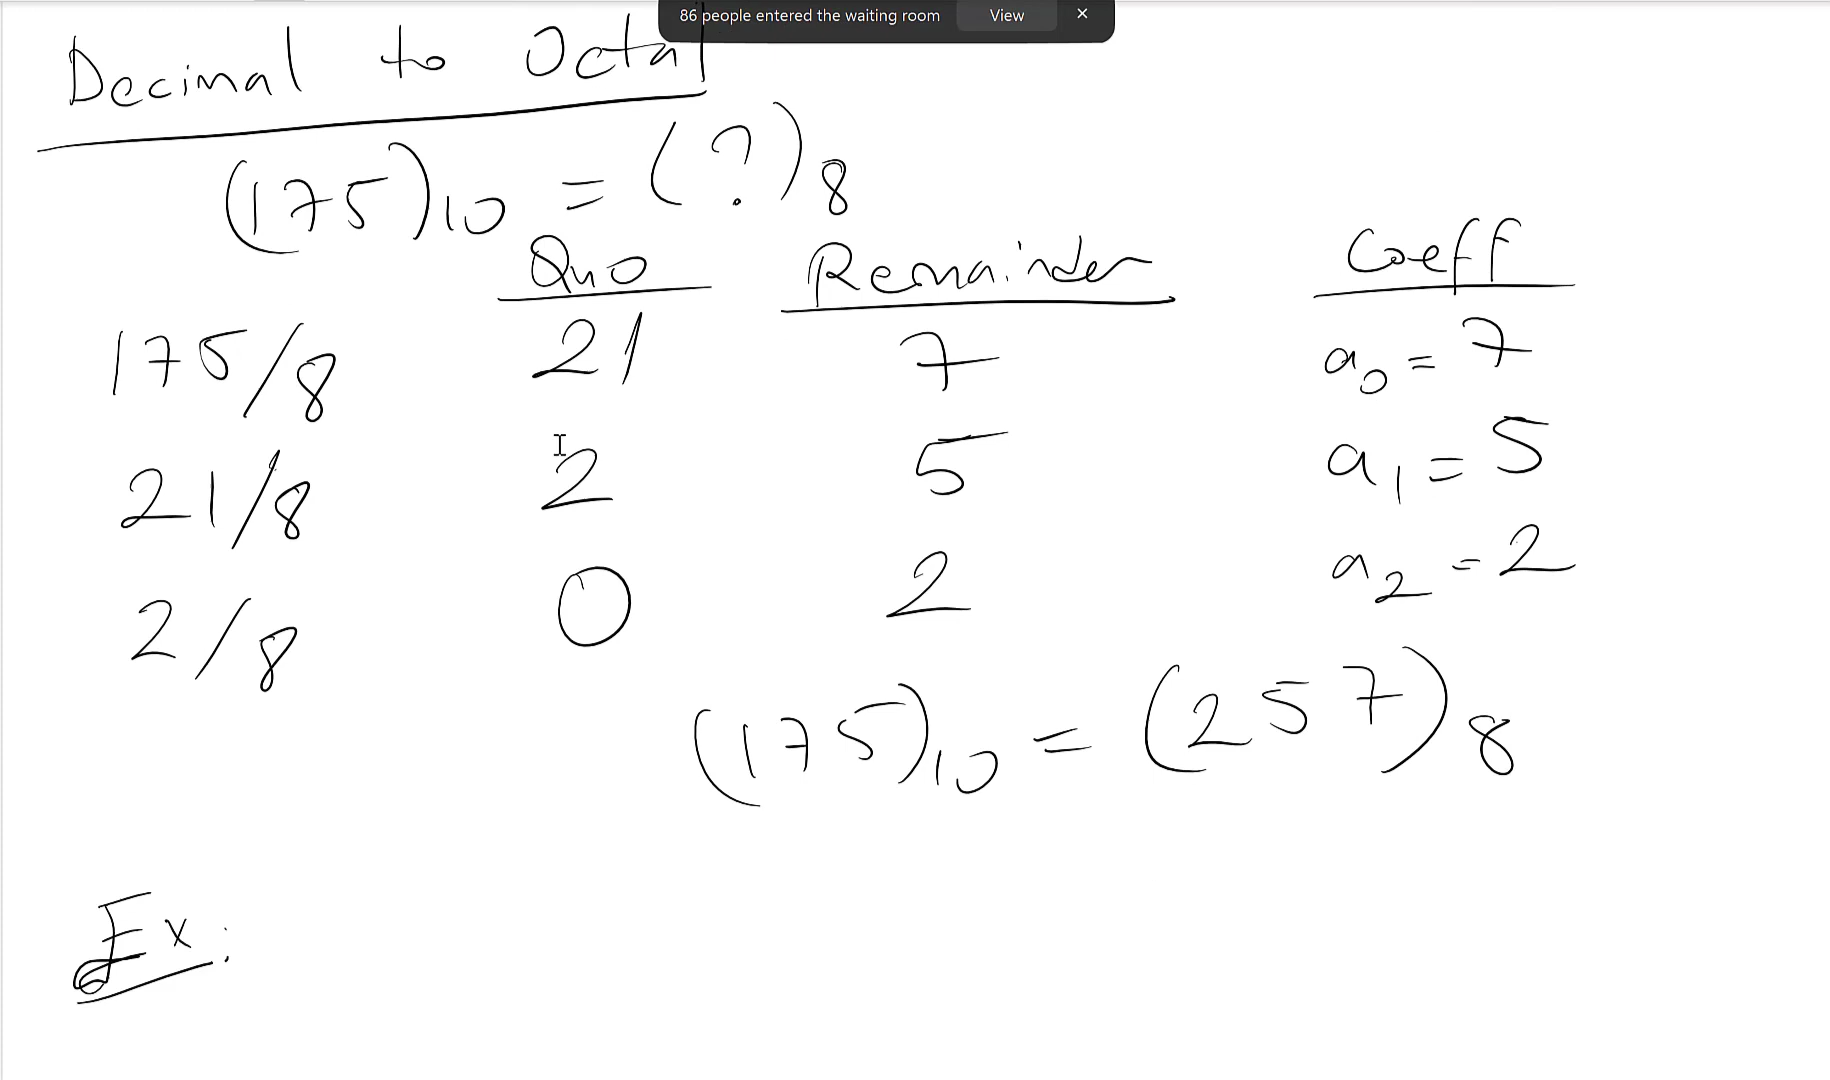 86 people entered the waiting room View ×
Decimal to Octal
(175)10 = (?)8
Quo Remainder Coeff
175/8 21 7 a0 = 7
21/8 2 5 a1 = 5
2/8 0 2 a2 = 2
(175)10 = (257)8
Ex: